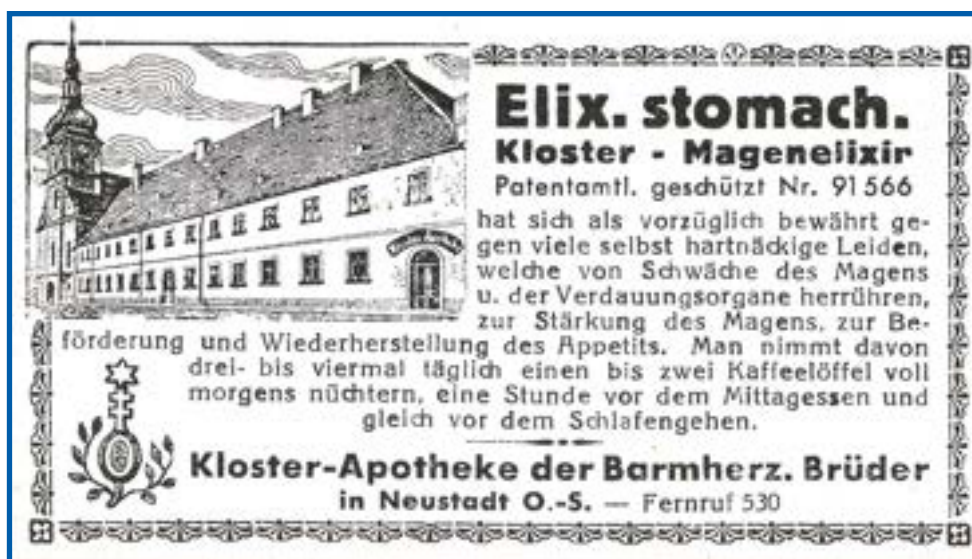 Elix. stomach.
Kloster - Magenelixir
Patentamtl. geschützt Nr. 91 566
hat sich als vorzüglich bewährt ge-
gen viele selbst hartnäckige Leiden,
welche von Schwäche des Magens
u. der Verdauungsorgane herrühren,
zur Stärkung des Magens, zur Be-
förderung und Wiederherstellung des Appetits. Man nimmt davon
drei- bis viermal täglich einen bis zwei Kaffeelöffel voll
morgens nüchtern, eine Stunde vor dem Mittagessen und
gleich vor dem Schlafengehen.
Kloster-Apotheke der Barmherz. Brüder
in Neustadt O.-S. — Fernruf 530